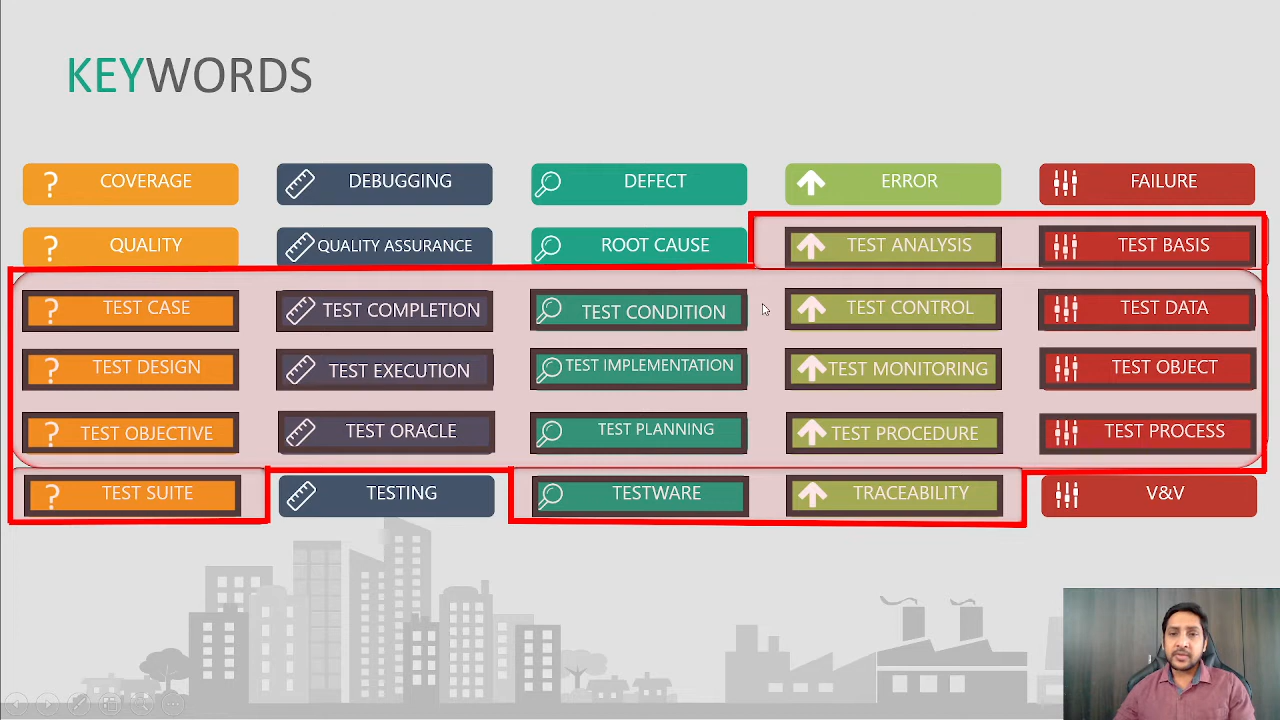 KEYWORDS
COVERAGE DEBUGGING DEFECT ERROR FAILURE
QUALITY QUALITY ASSURANCE ROOT CAUSE TEST ANALYSIS TEST BASIS
TEST CASE TEST COMPLETION TEST CONDITION TEST CONTROL TEST DATA
TEST DESIGN TEST EXECUTION TEST IMPLEMENTATION TEST MONITORING TEST OBJECT
TEST OBJECTIVE TEST ORACLE TEST PLANNING TEST PROCEDURE TEST PROCESS
TEST SUITE TESTING TESTWARE TRACEABILITY V&V